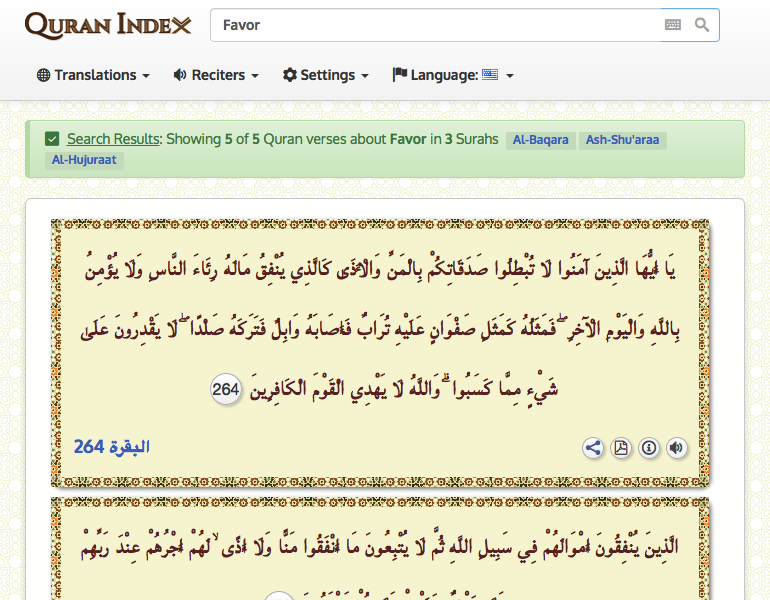 QURAN INDEX
Favor
Translations
Reciters
Settings
Language:
Search Results: Showing 5 of 5 Quran verses about Favor in 3 Surahs Al-Baqara Ash-Shu'araa
Al-Hujuraat
يَا أَيُّهَا الَّذِينَ آمَنُوا لَا تُبْطِلُوا صَدَقَاتِكُمْ بِالْمَنِّ وَالْأَذَى كَالَّذِي يُنْفِقُ مَالَهُ رِئَاءَ النَّاسِ وَلَا يُؤْمِنُ
بِاللَّهِ وَالْيَوْمِ الْآخِرِ ۖ فَمَثَلُهُ كَمَثَلِ صَفْوَانٍ عَلَيْهِ تُرَابٌ فَأَصَابَهُ وَابِلٌ فَتَرَكَهُ صَلْدًا ۖ لَا يَقْدِرُونَ عَلَى
شَيْءٍ مِمَّا كَسَبُوا ۗ وَاللَّهُ لَا يَهْدِي الْقَوْمَ الْكَافِرِينَ 264
البقرة 264
الَّذِينَ يُنْفِقُونَ أَمْوَالَهُمْ فِي سَبِيلِ اللَّهِ ثُمَّ لَا يُتْبِعُونَ مَا أَنْفَقُوا مَنًّا وَلَا أَذًى ۙ لَهُمْ أَجْرُهُمْ عِنْدَ رَبِّهِمْ